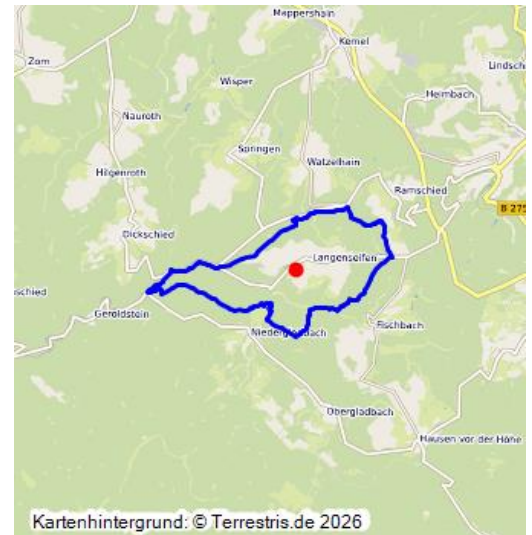 Mappershain
Kemel
Zorn
Lindsch
Wisper
Heimbach
Nauroth
Springen
Watzelhain
Hilgenroth
Ramschied
B 275
Dickschied
Langenseifen
schied
Geroldstein
Fischbach
Niedergladbach
Obergladbach
Hausen vor der Höhe
Kartenhintergrund: © Terrestris.de 2026